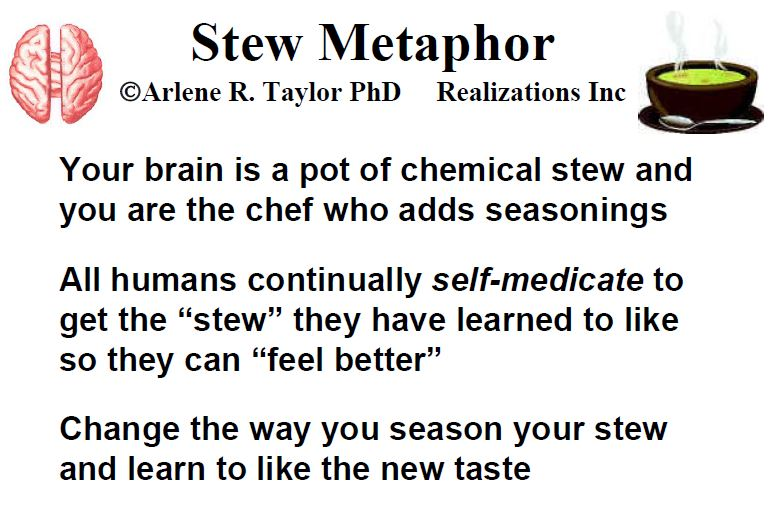 Stew Metaphor
©Arlene R. Taylor PhD Realizations Inc
Your brain is a pot of chemical stew and
you are the chef who adds seasonings
All humans continually self-medicate to
get the “stew” they have learned to like
so they can “feel better”
Change the way you season your stew
and learn to like the new taste